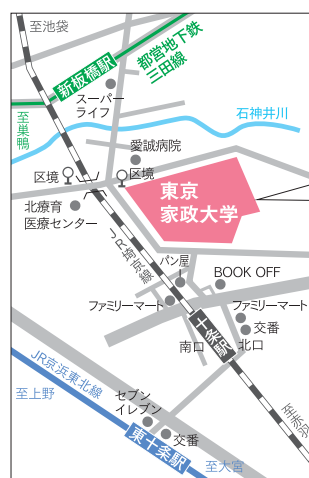 至池袋
都営地下鉄
三田線
新板橋駅
スーパー
ライフ
至巣鴨
石神井川
愛誠病院
区境
区境
東京
家政大学
北療育
医療センター
JR埼京線
パン屋
BOOK OFF
ファミリーマート
ファミリーマート
十条駅
交番
南口
北口
JR京浜東北線
至上野
セブン
イレブン
至赤羽
東十条駅
交番
至大宮